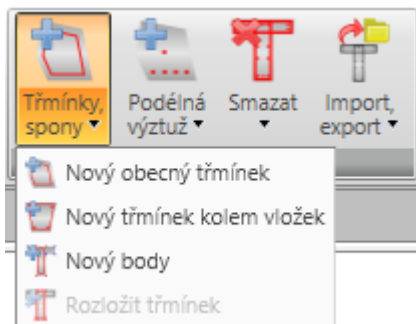 Třmínky,
spony
Podélná
výztuž
Smazat
Import,
export
Nový obecný třmínek
Nový třmínek kolem vložek
Nový body
Rozložit třmínek